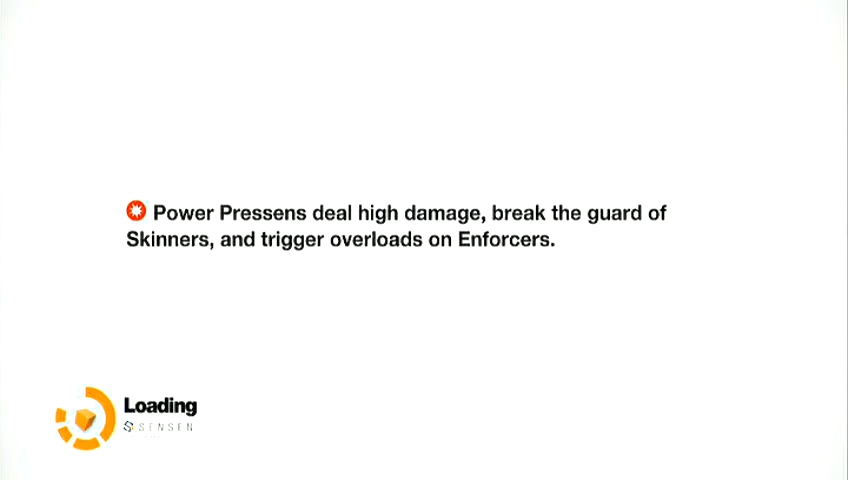 Power Pressens deal high damage, break the guard of
Skinners, and trigger overloads on Enforcers.
Loading
SENSEN